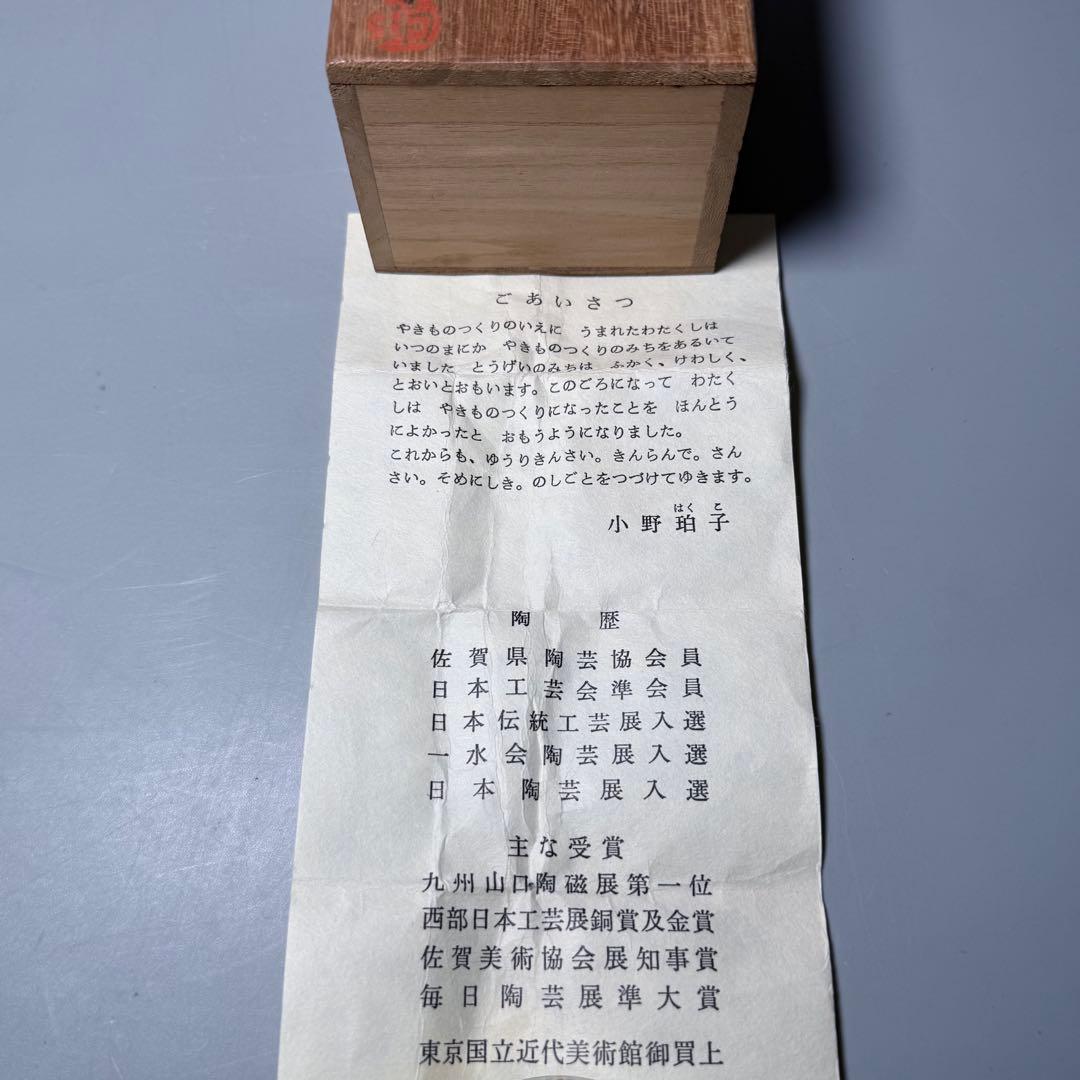 ごあいさつ
やきものつくりのいえに　うまれたわたくしは
いつのまにか　やきものつくりのみちをあるいて
いました　とうげいのみちは　ふかく、けわしく、
とおいとおもいます。このごろになって　わたく
しは　やきものつくりになったことを　ほんとう
によかったと　おもうようになりました。
これからも、ゆうりきんさい。きんらんで。さん
さい。そめにしき。のしごとをつづけてゆきます。
はくこ
小野珀子
陶歴
佐賀県陶芸協会員
日本工芸会準会員
日本伝統工芸展入選
一水会陶芸展入選
日本陶芸展入選
主な受賞
九州山口陶磁展第一位
西部日本工芸展銅賞及金賞
佐賀美術協会展知事賞
毎日陶芸展準大賞
東京国立近代美術館御買上